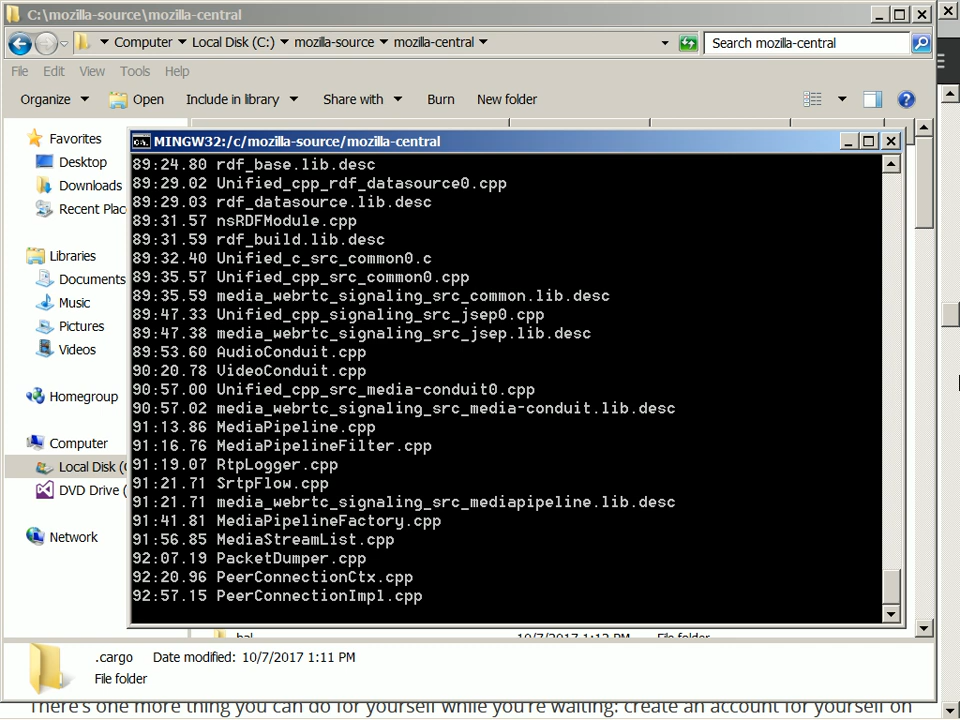 C:\mozilla-source\mozilla-central
Computer Local Disk (C:) mozilla-source mozilla-central
Search mozilla-central
File Edit View Tools Help
Organize Open Include in library Share with Burn New folder
Favorites
Desktop
Downloads
Recent Plac
Libraries
Documents
Music
Pictures
Videos
Homegroup
Computer
Local Disk (
DVD Drive (
Network
MINGW32:/c/mozilla-source/mozilla-central
89:24.80 rdf_base.lib.desc
89:29.02 Unified_cpp_rdf_datasource0.cpp
89:29.03 rdf_datasource.lib.desc
89:31.57 nsRDFModule.cpp
89:31.59 rdf_build.lib.desc
89:32.40 Unified_c_src_common0.c
89:35.57 Unified_cpp_src_common0.cpp
89:35.59 media_webrtc_signaling_src_common.lib.desc
89:47.33 Unified_cpp_signaling_src_jsep0.cpp
89:47.38 media_webrtc_signaling_src_jsep.lib.desc
89:53.60 AudioConduit.cpp
90:20.78 VideoConduit.cpp
90:57.00 Unified_cpp_src_media-conduit0.cpp
90:57.02 media_webrtc_signaling_src_media-conduit.lib.desc
91:13.86 MediaPipeline.cpp
91:16.76 MediaPipelineFilter.cpp
91:19.07 RtpLogger.cpp
91:21.71 SrtpFlow.cpp
91:21.71 media_webrtc_signaling_src_mediapipeline.lib.desc
91:41.81 MediaPipelineFactory.cpp
91:56.85 MediaStreamList.cpp
92:07.19 PacketDumper.cpp
92:20.96 PeerConnectionCtx.cpp
92:57.15 PeerConnectionImpl.cpp
hal 10/7/2017 1:12 PM File folder
.cargo Date modified: 10/7/2017 1:11 PM
File folder
There's one more thing you can do for yourself while you're waiting: create an account for yourself on